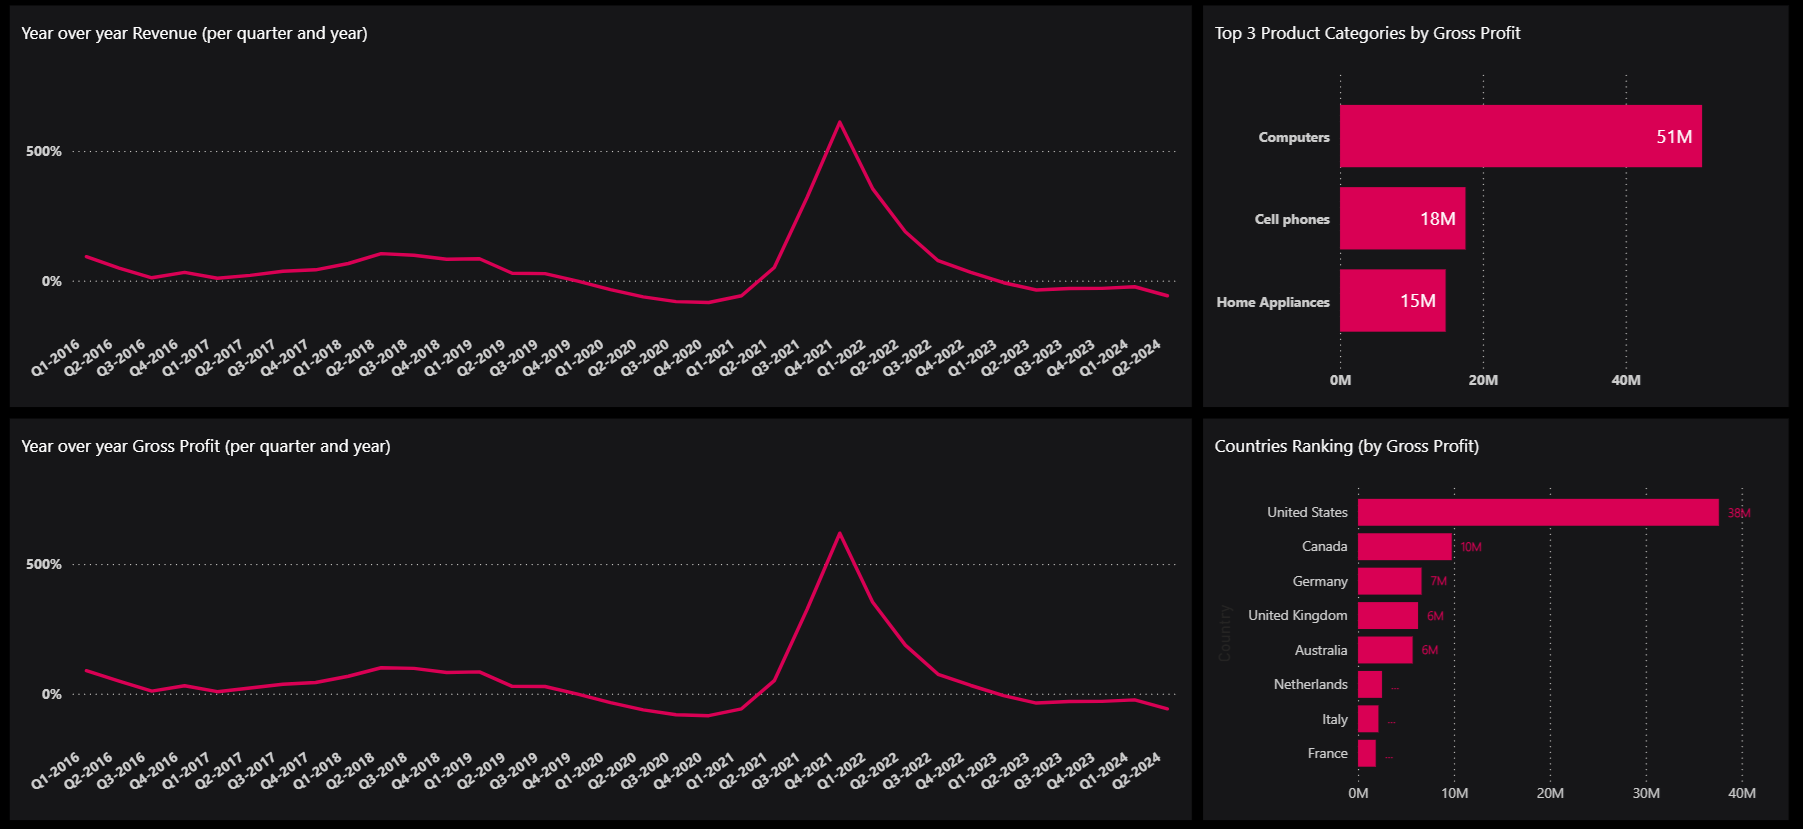 Year over year Revenue (per quarter and year)
500%
0%
Q1-2016
Q2-2016
Q3-2016
Q4-2016
Q1-2017
Q2-2017
Q3-2017
Q4-2017
Q1-2018
Q2-2018
Q3-2018
Q4-2018
Q1-2019
Q2-2019
Q3-2019
Q4-2019
Q1-2020
Q2-2020
Q3-2020
Q4-2020
Q1-2021
Q2-2021
Q3-2021
Q4-2021
Q1-2022
Q2-2022
Q3-2022
Q4-2022
Q1-2023
Q2-2023
Q3-2023
Q4-2023
Q1-2024
Q2-2024
Top 3 Product Categories by Gross Profit
Computers 51M
Cell phones 18M
Home Appliances 15M
0M 20M 40M
Year over year Gross Profit (per quarter and year)
500%
0%
Q1-2016
Q2-2016
Q3-2016
Q4-2016
Q1-2017
Q2-2017
Q3-2017
Q4-2017
Q1-2018
Q2-2018
Q3-2018
Q4-2018
Q1-2019
Q2-2019
Q3-2019
Q4-2019
Q1-2020
Q2-2020
Q3-2020
Q4-2020
Q1-2021
Q2-2021
Q3-2021
Q4-2021
Q1-2022
Q2-2022
Q3-2022
Q4-2022
Q1-2023
Q2-2023
Q3-2023
Q4-2023
Q1-2024
Q2-2024
Countries Ranking (by Gross Profit)
Country
United States 38M
Canada 10M
Germany 7M
United Kingdom 6M
Australia 6M
Netherlands ...
Italy ...
France ...
0M 10M 20M 30M 40M